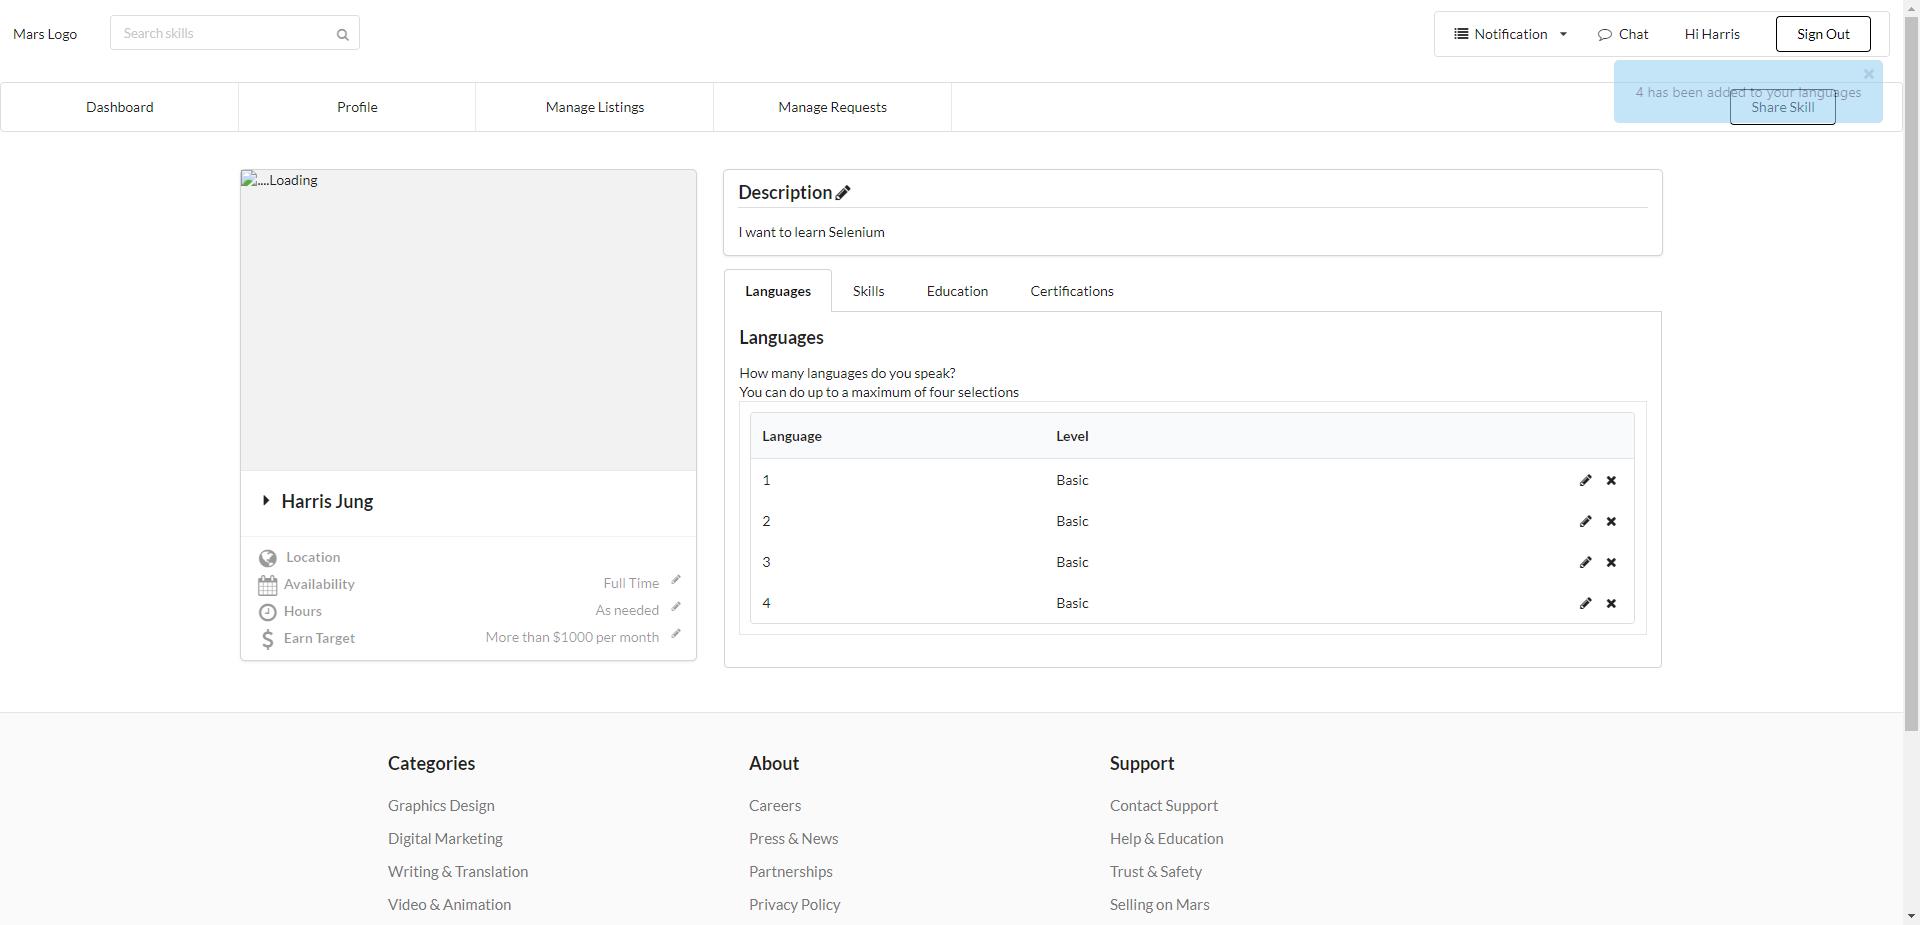 Mars Logo
Search skills
Notification
Chat
Hi Harris
Sign Out
4 has been added to your languages
Dashboard
Profile
Manage Listings
Manage Requests
Share Skill
....Loading
Harris Jung
Location
Availability
Full Time
Hours
As needed
Earn Target
More than $1000 per month
Description
I want to learn Selenium
Languages
Skills
Education
Certifications
Languages
How many languages do you speak?
You can do up to a maximum of four selections
Language Level
1 Basic
2 Basic
3 Basic
4 Basic
Categories
Graphics Design
Digital Marketing
Writing & Translation
Video & Animation
About
Careers
Press & News
Partnerships
Privacy Policy
Support
Contact Support
Help & Education
Trust & Safety
Selling on Mars